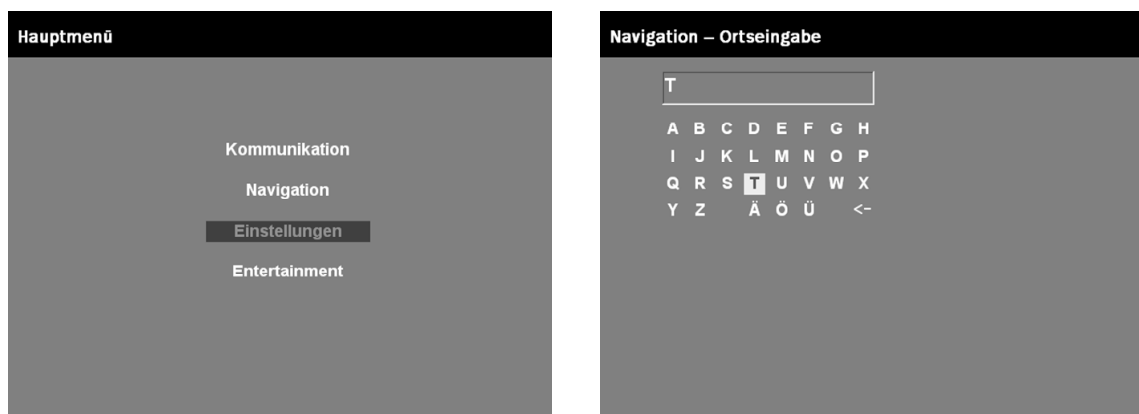 Hauptmenü
Kommunikation
Navigation
Einstellungen
Entertainment
Navigation – Ortseingabe
T
A B C D E F G H
I J K L M N O P
Q R S T U V W X
Y Z Ä Ö Ü <-